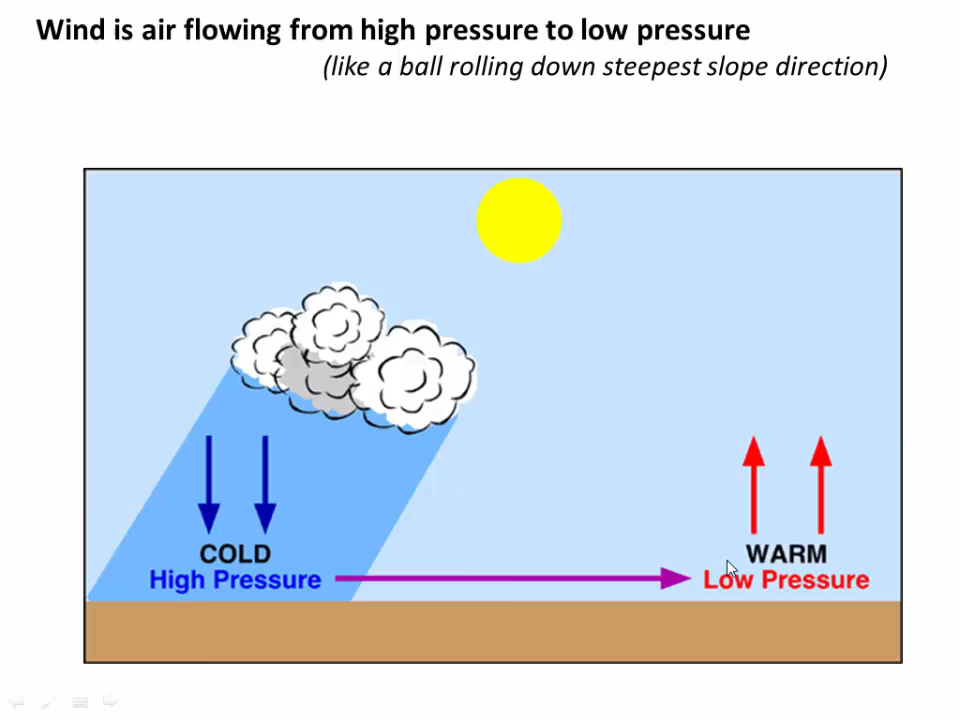 Wind is air flowing from high pressure to low pressure
(like a ball rolling down steepest slope direction)
COLD
High Pressure
WARM
Low Pressure